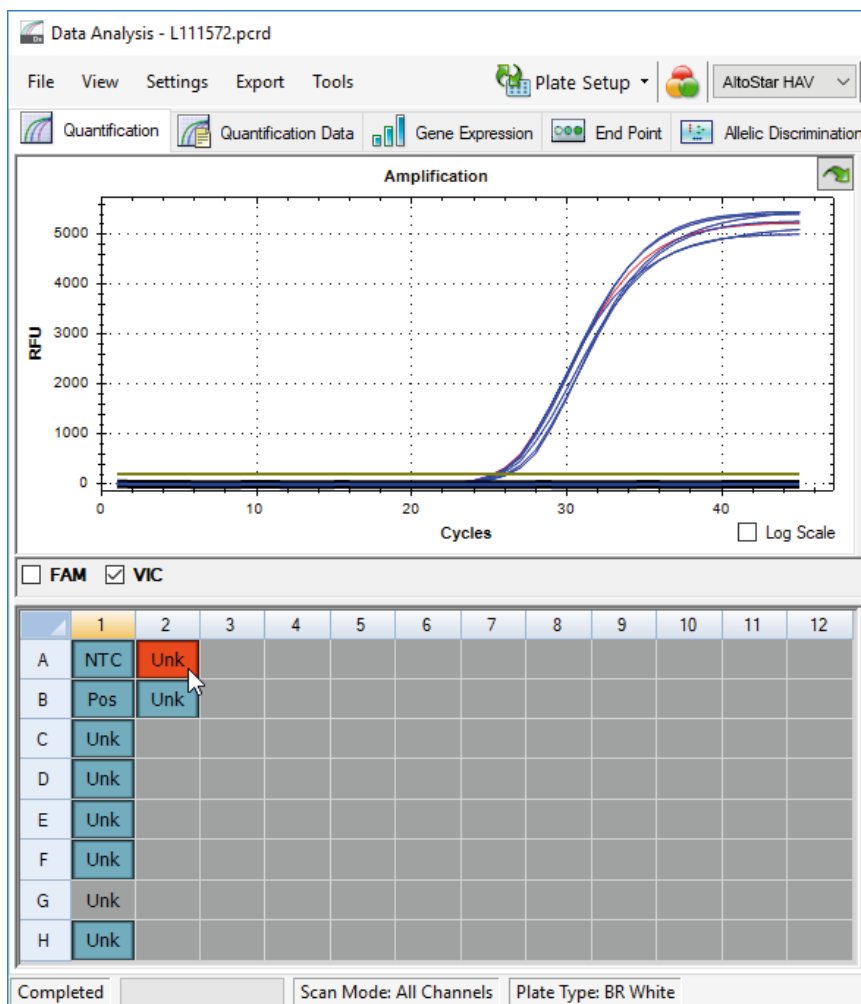 Data Analysis - L111572.pcrd
File View Settings Export Tools Plate Setup AltoStar HAV
Quantification Quantification Data Gene Expression End Point Allelic Discrimination
Amplification
5000
4000
3000
2000
1000
0
RFU
0 10 20 30 40
Cycles
Log Scale
FAM VIC
1 2 3 4 5 6 7 8 9 10 11 12
A NTC Unk
B Pos Unk
C Unk
D Unk
E Unk
F Unk
G Unk
H Unk
Completed Scan Mode: All Channels Plate Type: BR White